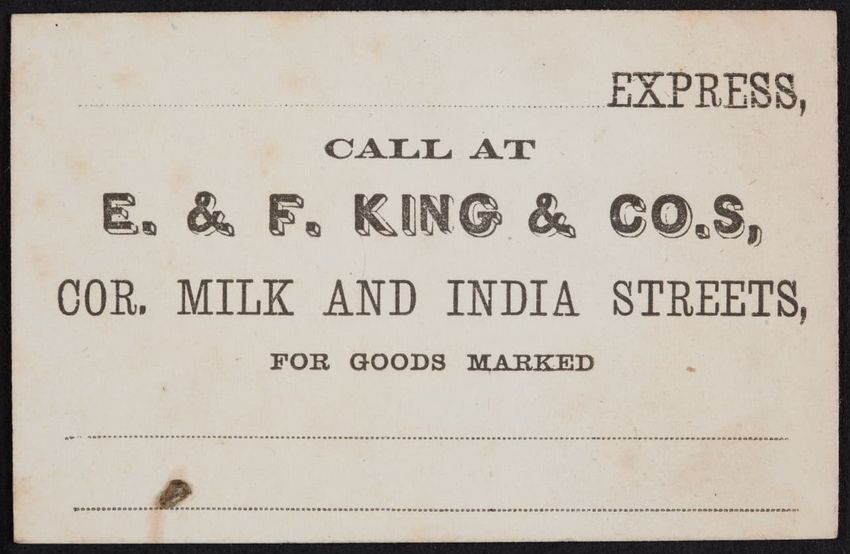 EXPRESS,
CALL AT
E. & F. KING & CO.S,
COR. MILK AND INDIA STREETS,
FOR GOODS MARKED